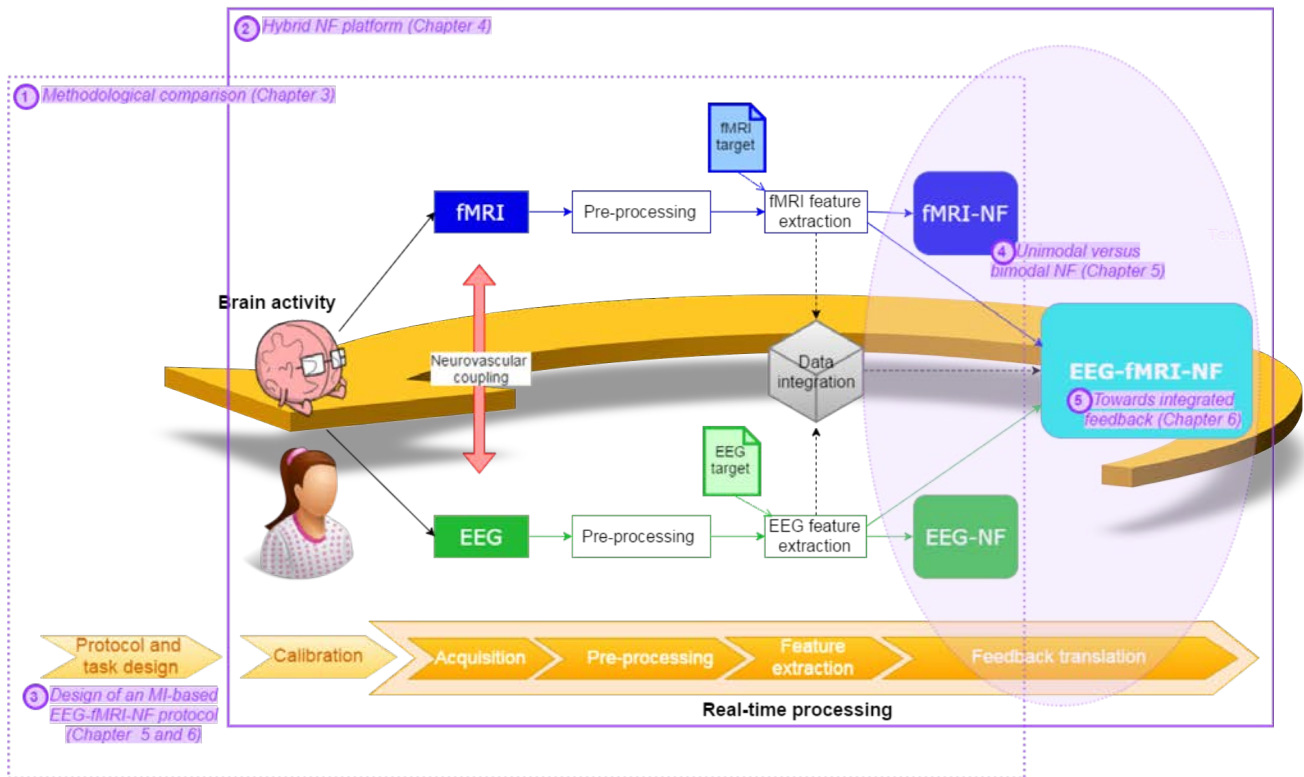 2 Hybrid NF platform (Chapter 4)
1 Methodological comparison (Chapter 3)
fMRI
target
fMRI
Pre-processing
fMRI feature
extraction
fMRI-NF
4 Unimodal versus
bimodal NF (Chapter 5)
Brain activity
Neurovascular
coupling
Data
integration
EEG-fMRI-NF
5 Towards integrated
feedback (Chapter 6)
EEG
target
EEG
Pre-processing
EEG feature
extraction
EEG-NF
Protocol and
task design
Calibration
Acquisition
Pre-processing
Feature
extraction
Feedback translation
3 Design of an MI-based
EEG-fMRI-NF protocol
(Chapter 5 and 6)
Real-time processing